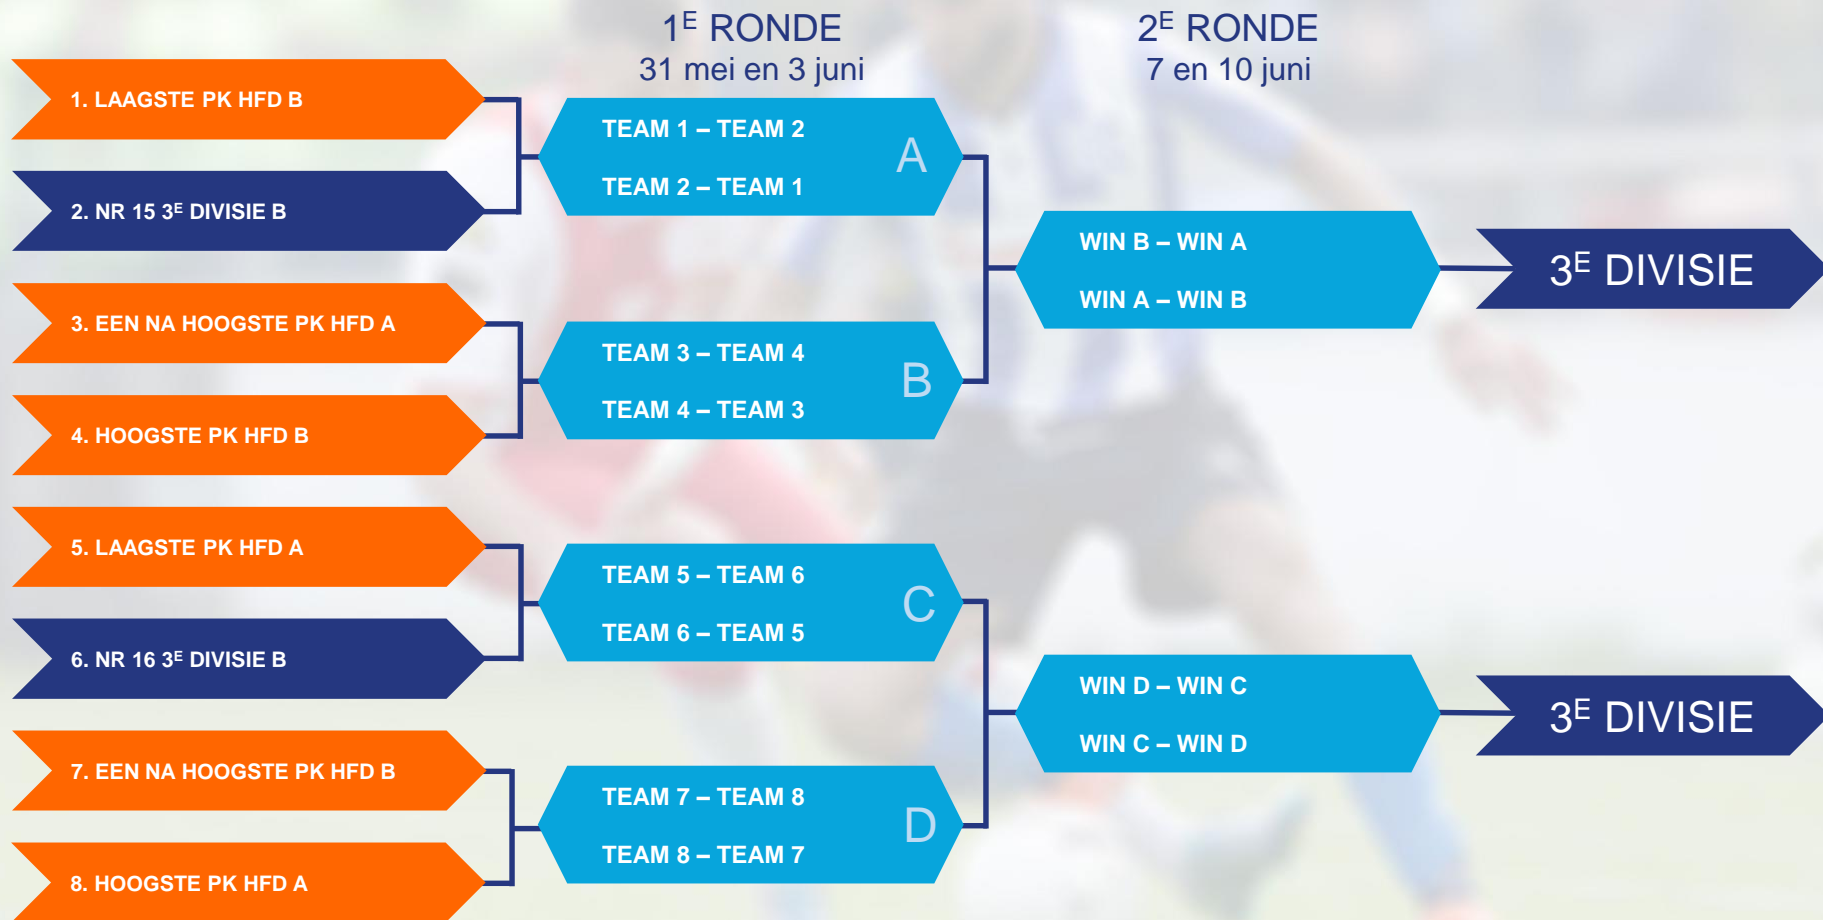 1E RONDE
31 mei en 3 juni
2E RONDE
7 en 10 juni
1. LAAGSTE PK HFD B
2. NR 15 3E DIVISIE B
3. EEN NA HOOGSTE PK HFD A
4. HOOGSTE PK HFD B
5. LAAGSTE PK HFD A
6. NR 16 3E DIVISIE B
7. EEN NA HOOGSTE PK HFD B
8. HOOGSTE PK HFD A
TEAM 1 – TEAM 2
A
TEAM 2 – TEAM 1
TEAM 3 – TEAM 4
B
TEAM 4 – TEAM 3
TEAM 5 – TEAM 6
C
TEAM 6 – TEAM 5
TEAM 7 – TEAM 8
D
TEAM 8 – TEAM 7
WIN B – WIN A
WIN A – WIN B
WIN D – WIN C
WIN C – WIN D
3E DIVISIE
3E DIVISIE